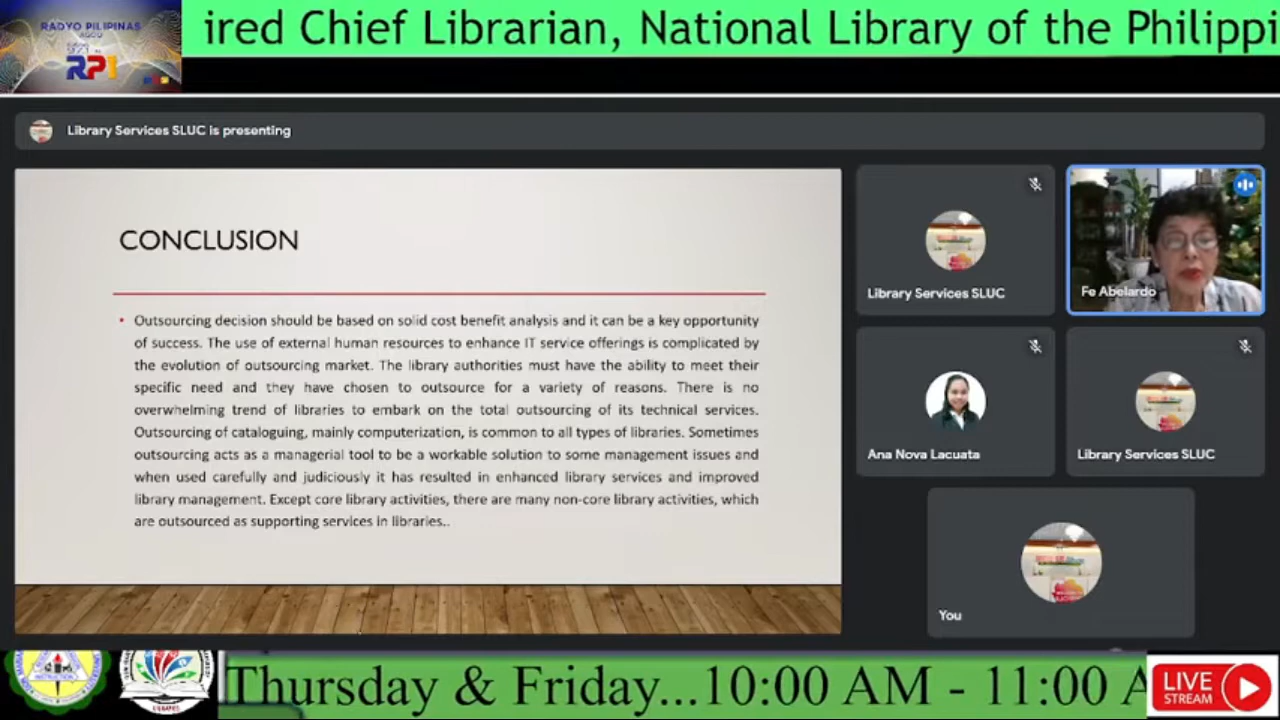 RADYO PILIPINAS
AGOO
RP1
ired Chief Librarian, National Library of the Philippi
Library Services SLUC is presenting
CONCLUSION
• Outsourcing decision should be based on solid cost benefit analysis and it can be a key opportunity
of success. The use of external human resources to enhance IT service offerings is complicated by
the evolution of outsourcing market. The library authorities must have the ability to meet their
specific need and they have chosen to outsource for a variety of reasons. There is no
overwhelming trend of libraries to embark on the total outsourcing of its technical services.
Outsourcing of cataloguing, mainly computerization, is common to all types of libraries. Sometimes
outsourcing acts as a managerial tool to be a workable solution to some management issues and
when used carefully and judiciously it has resulted in enhanced library services and improved
library management. Except core library activities, there are many non-core library activities, which
are outsourced as supporting services in libraries..
Library Services SLUC
Fe Abelardo
Ana Nova Lacuata
Library Services SLUC
You
Thursday & Friday...10:00 AM - 11:00 A
LIVE
STREAM